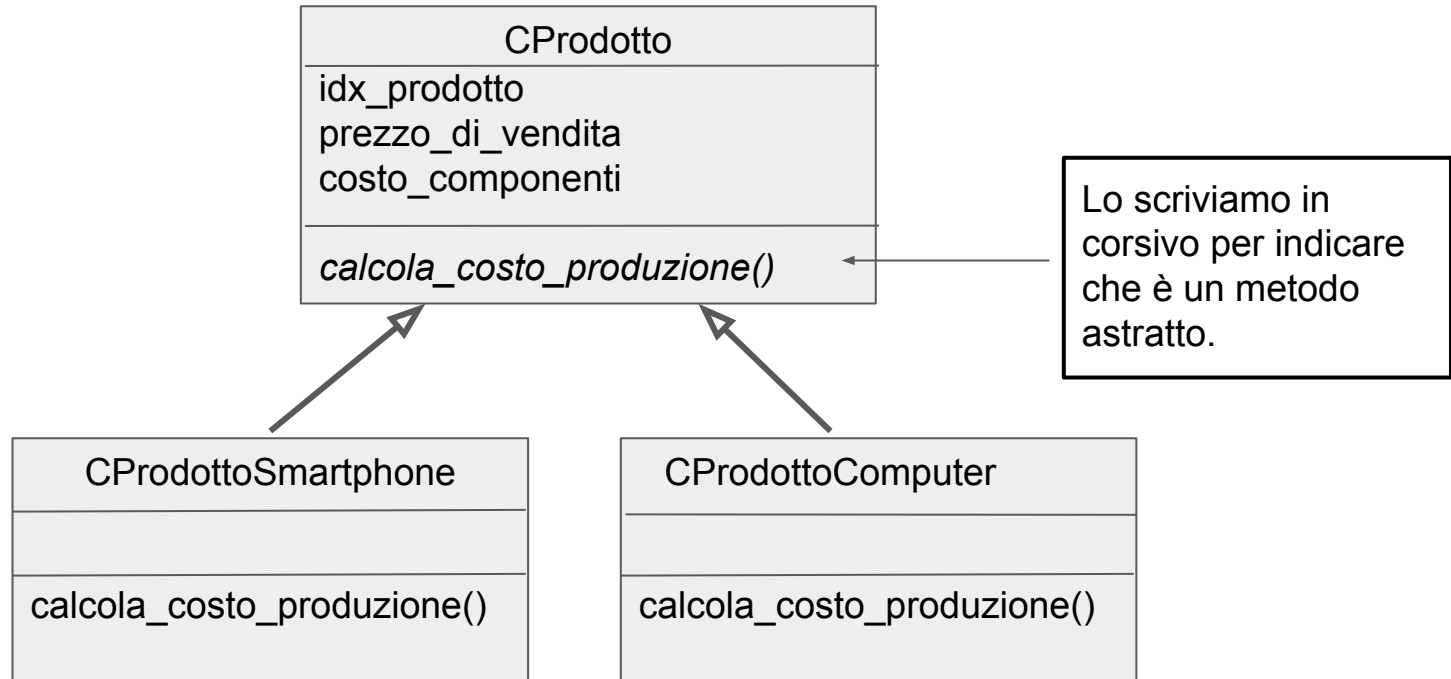 CProdotto
idx_prodotto
prezzo_di_vendita
costo_componenti
calcola_costo_produzione()
Lo scriviamo in
corsivo per indicare
che è un metodo
astratto.
CProdottoSmartphone
calcola_costo_produzione()
CProdottoComputer
calcola_costo_produzione()